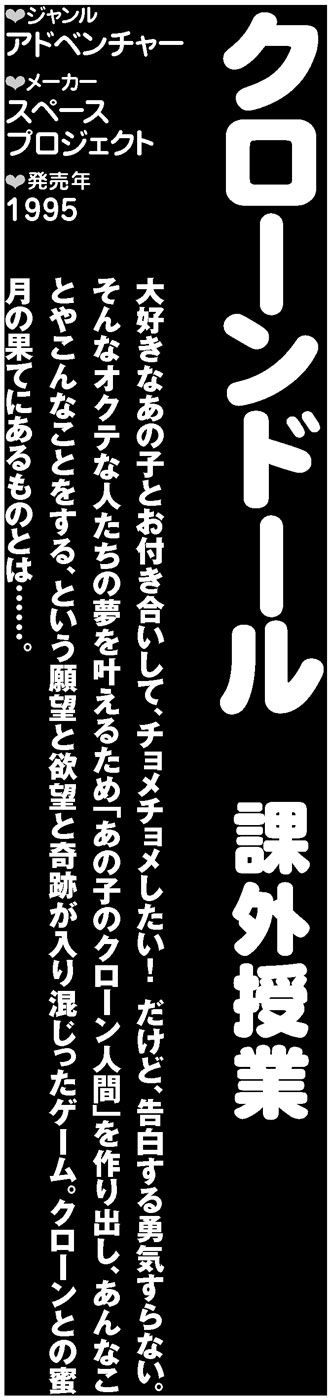 クローンドール 課外授業
❤ジャンル
アドベンチャー
❤メーカー
スペース
プロジェクト
❤発売年
1995
大好きなあの子とお付き合いして、チョメチョメしたい！ だけど、告白する勇気すらない。
そんなオクテな人たちの夢を叶えるため「あの子のクローン人間」を作り出し、あんなこ
とやこんなことをする、という願望と欲望と奇跡が入り混じったゲーム。クローンとの蜜
月の果てにあるものとは……。